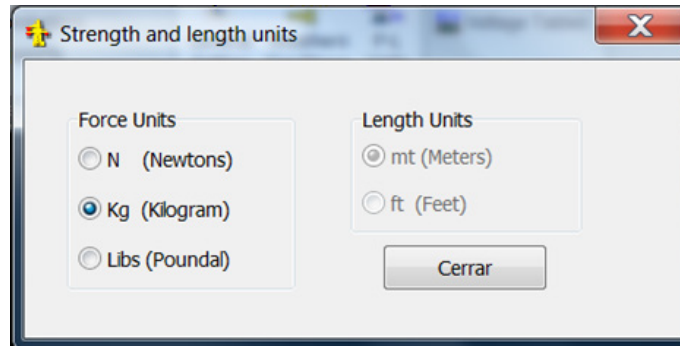 Strength and length units
Force Units
N (Newtons)
Kg (Kilogram)
Libs (Poundal)
Length Units
mt (Meters)
ft (Feet)
Cerrar